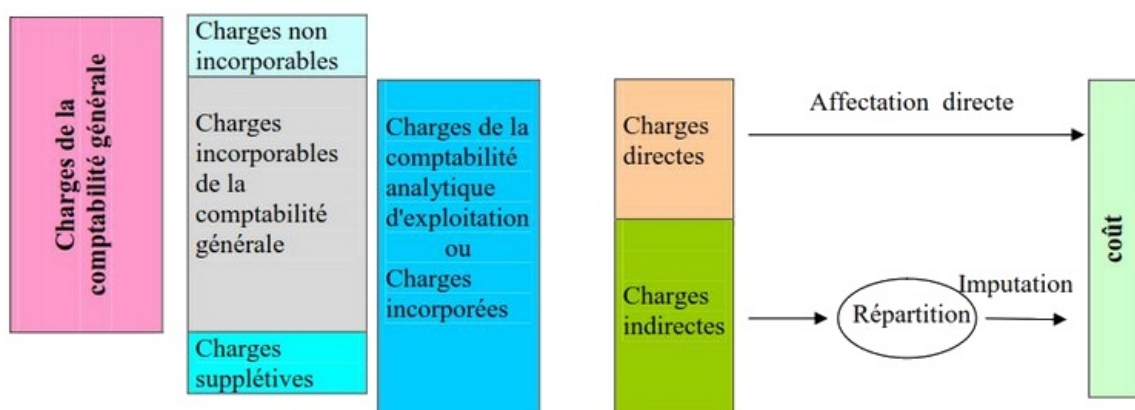 Charges de la
comptabilité générale
Charges non
incorporables
Charges
incorporables
de la
comptabilité
générale
Charges
supplétives
Charges de la
comptabilité
analytique
d'exploitation
ou
Charges
incorporées
Charges
directes
Charges
indirectes
Affectation directe
Répartition
Imputation
coût